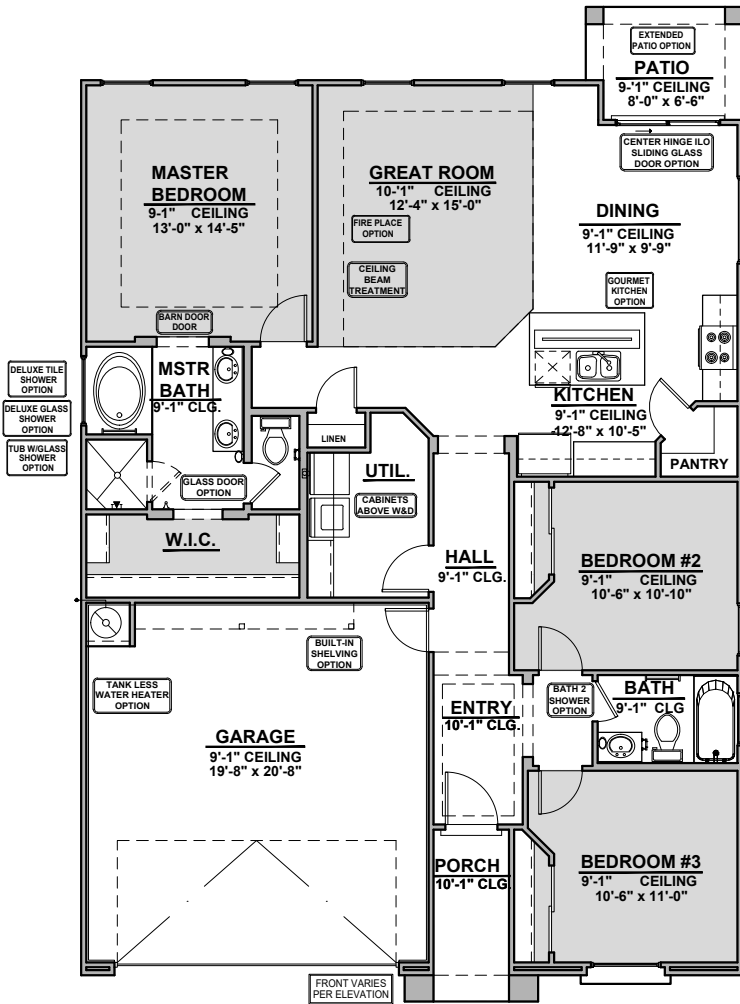 EXTENDED
PATIO OPTION
PATIO
9-'1" CEILING
8'-0" x 6'-6"
CENTER HINGE ILO
SLIDING GLASS
DOOR OPTION
MASTER
BEDROOM
9-1" CEILING
13'-0" x 14'-5"
GREAT ROOM
10-'1" CEILING
12'-4" x 15'-0"
FIRE PLACE
OPTION
CEILING
BEAM
TREATMENT
DINING
9'-1" CEILING
11'-9" x 9'-9"
GOURMET
KITCHEN
OPTION
BARN DOOR
DOOR
DELUXE TILE
SHOWER
OPTION
DELUXE GLASS
SHOWER
OPTION
TUB W/GLASS
SHOWER
OPTION
MSTR
BATH
9'-1" CLG.
KITCHEN
9'-1" CEILING
12'-8" x 10'-5"
LINEN
PANTRY
GLASS DOOR
OPTION
UTIL.
CABINETS
ABOVE W&D
W.I.C.
HALL
9'-1" CLG.
BEDROOM #2
9'-1" CEILING
10'-6" x 10'-10"
BUILT-IN
SHELVING
OPTION
TANK LESS
WATER HEATER
OPTION
ENTRY
10'-1" CLG.
BATH 2
SHOWER
OPTION
BATH
9'-1" CLG
GARAGE
9'-1" CEILING
19'-8" x 20'-8"
PORCH
10'-1" CLG.
BEDROOM #3
9'-1" CEILING
10'-6" x 11'-0"
FRONT VARIES
PER ELEVATION